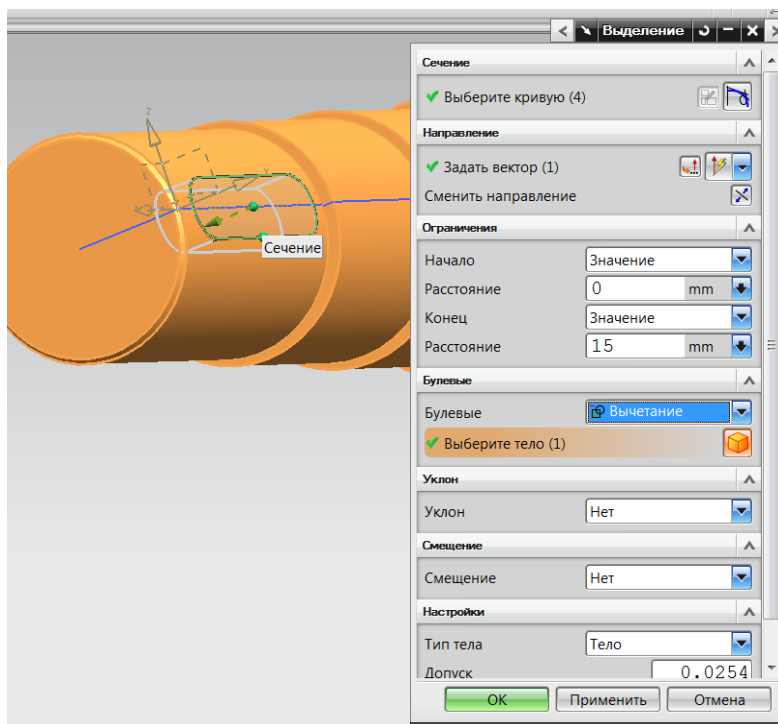 Выделение
Сечение
Выберите кривую (4)
Направление
Задать вектор (1)
Сменить направление
Ограничения
Начало Значение
Расстояние 0 mm
Конец Значение
Расстояние 15 mm
Булевые
Булевые Вычетание
Выберите тело (1)
Уклон
Уклон Нет
Смещение
Смещение Нет
Настройки
Тип тела Тело
Допуск 0.0254
OK Применить Отмена
Z
Сечение